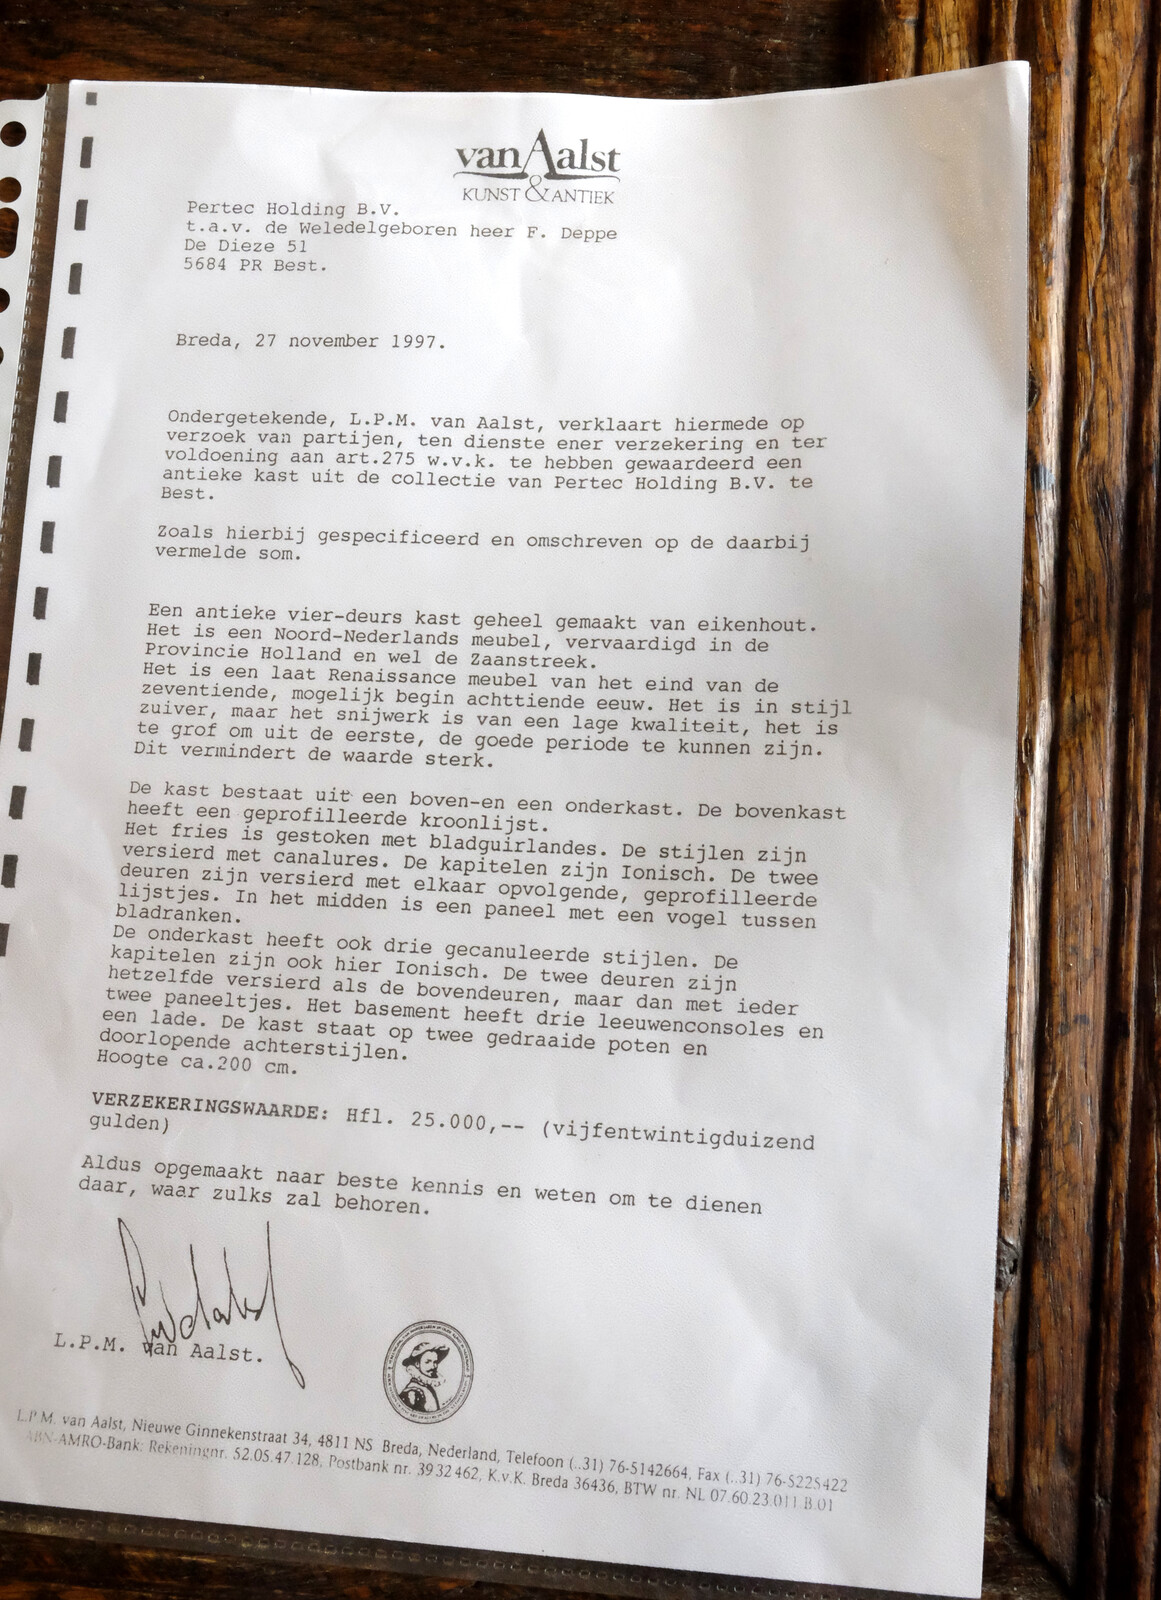 van Aalst
KUNST & ANTIEK
Pertec Holding B.V.
t.a.v. de Weledelgeboren heer F. Deppe
De Dieze 51
5684 PR Best.
Breda, 27 november 1997.
Ondergetekende, L.P.M. van Aalst, verklaart hiermede op
verzoek van partijen, ten dienste ener verzekering en ter
voldoening aan art.275 w.v.k. te hebben gewaardeerd een
antieke kast uit de collectie van Pertec Holding B.V. te
Best.
Zoals hierbij gespecificeerd en omschreven op de daarbij
vermelde som.
Een antieke vier-deurs kast geheel gemaakt van eikenhout.
Het is een Noord-Nederlands meubel, vervaardigd in de
Provincie Holland en wel de Zaanstreek.
Het is een laat Renaissance meubel van het eind van de
zeventiende, mogelijk begin achttiende eeuw. Het is in stijl
zuiver, maar het snijwerk is van een lage kwaliteit, het is
te grof om uit de eerste, de goede periode te kunnen zijn.
Dit vermindert de waarde sterk.
De kast bestaat uit een boven-en een onderkast. De bovenkast
heeft een geprofilleerde kroonlijst.
Het fries is gestoken met bladguirlandes. De stijlen zijn
versierd met canalures. De kapitelen zijn Ionisch. De twee
deuren zijn versierd met elkaar opvolgende, geprofilleerde
lijstjes. In het midden is een paneel met een vogel tussen
bladranken.
De onderkast heeft ook drie gecanuleerde stijlen. De
kapitelen zijn ook hier Ionisch. De twee deuren zijn
hetzelfde versierd als de bovendeuren, maar dan met ieder
twee paneeltjes. Het basement heeft drie leeuwenconsoles en
een lade. De kast staat op twee gedraaide poten en
doorlopende achterstijlen.
Hoogte ca.200 cm.
VERZEKERINGSWAARDE: Hfl. 25.000,-- (vijfentwintigduizend
gulden)
Aldus opgemaakt naar beste kennis en weten om te dienen
daar, waar zulks zal behoren.
L.P.M. van Aalst.
L.P.M. van Aalst, Nieuwe Ginnekenstraat 34, 4811 NS Breda, Nederland, Telefoon (..31) 76-5142664, Fax (..31) 76-5225422
ABN-AMRO-Bank: Rekeningnr. 52.05.47.128, Postbank nr. 3932462, K.v.K. Breda 36436, BTW nr. NL 07.60.23.011 B.01